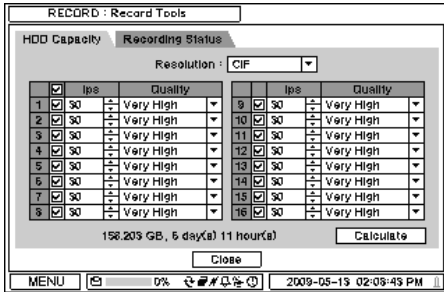 RECORD : Record Tools
HDD Capacity Recording Status
Resolution : CIF
Ips Quality Ips Quality
1 30 Very High 9 30 Very High
2 30 Very High 10 30 Very High
3 30 Very High 11 30 Very High
4 30 Very High 12 30 Very High
5 30 Very High 13 30 Very High
6 30 Very High 14 30 Very High
7 30 Very High 15 30 Very High
8 30 Very High 16 30 Very High
158.203 GB, 5 day(s) 11 hour(s)
Calculate
Close
MENU 0% 2009-05-13 02:08:43 PM